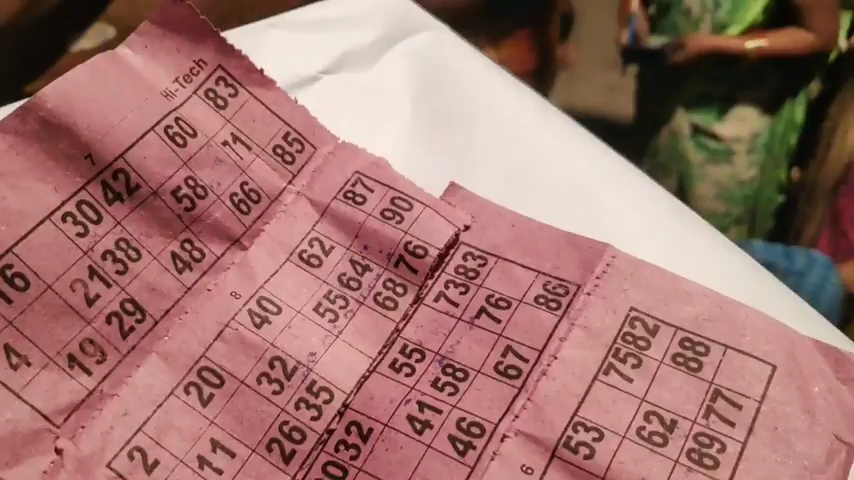 Hi-Tech
7
16 30 42 60 83
4 21 38 58 71
19 29 48 66 85
8
2 20 40 62 87
11 32 55 64 90
26 35 68 76
32 55 73 83
41 58 76
46 67 86
6
53 75 82
62 88
69 77